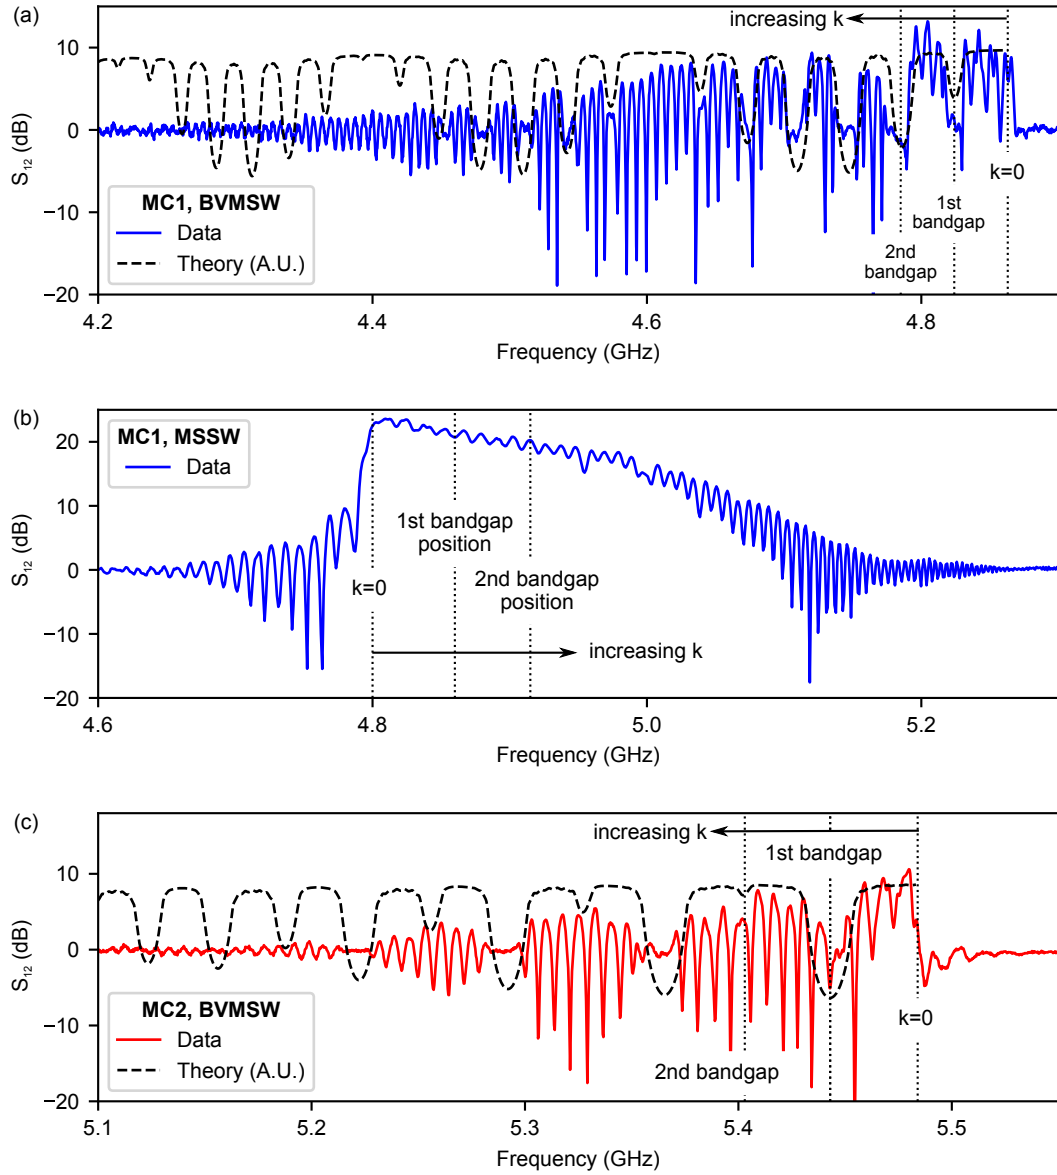 (a)
increasing k
10
0
−10
−20
S12 (dB)
MC1, BVMSW
Data
Theory (A.U.)
k=0
1st
bandgap
2nd
bandgap
4.2
4.4
4.6
4.8
Frequency (GHz)
(b)
20
10
0
−10
−20
S12 (dB)
MC1, MSSW
Data
k=0
1st bandgap
position
2nd bandgap
position
increasing k
4.6
4.8
5.0
5.2
Frequency (GHz)
(c)
increasing k
1st bandgap
10
0
−10
−20
S12 (dB)
MC2, BVMSW
Data
Theory (A.U.)
k=0
2nd bandgap
5.1
5.2
5.3
5.4
5.5
Frequency (GHz)